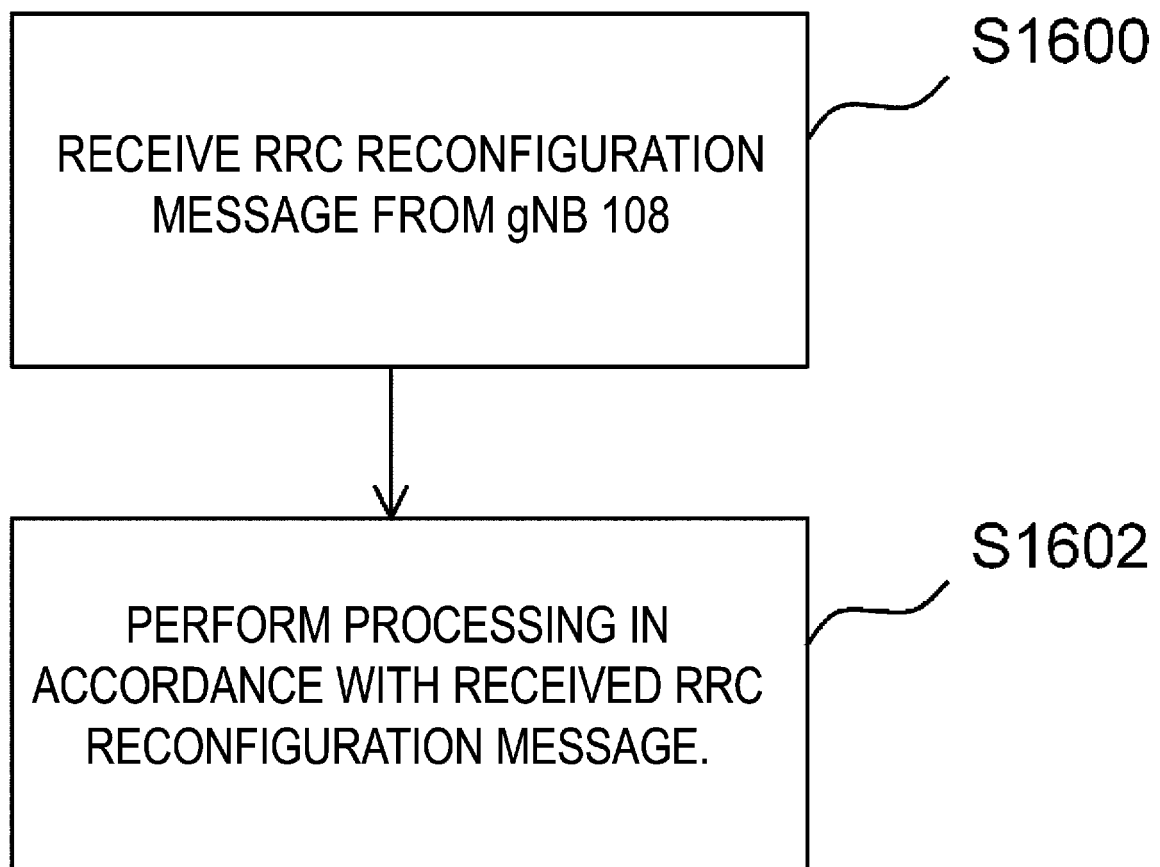 S1600
RECEIVE RRC RECONFIGURATION
MESSAGE FROM gNB 108
S1602
PERFORM PROCESSING IN
ACCORDANCE WITH RECEIVED RRC
RECONFIGURATION MESSAGE.